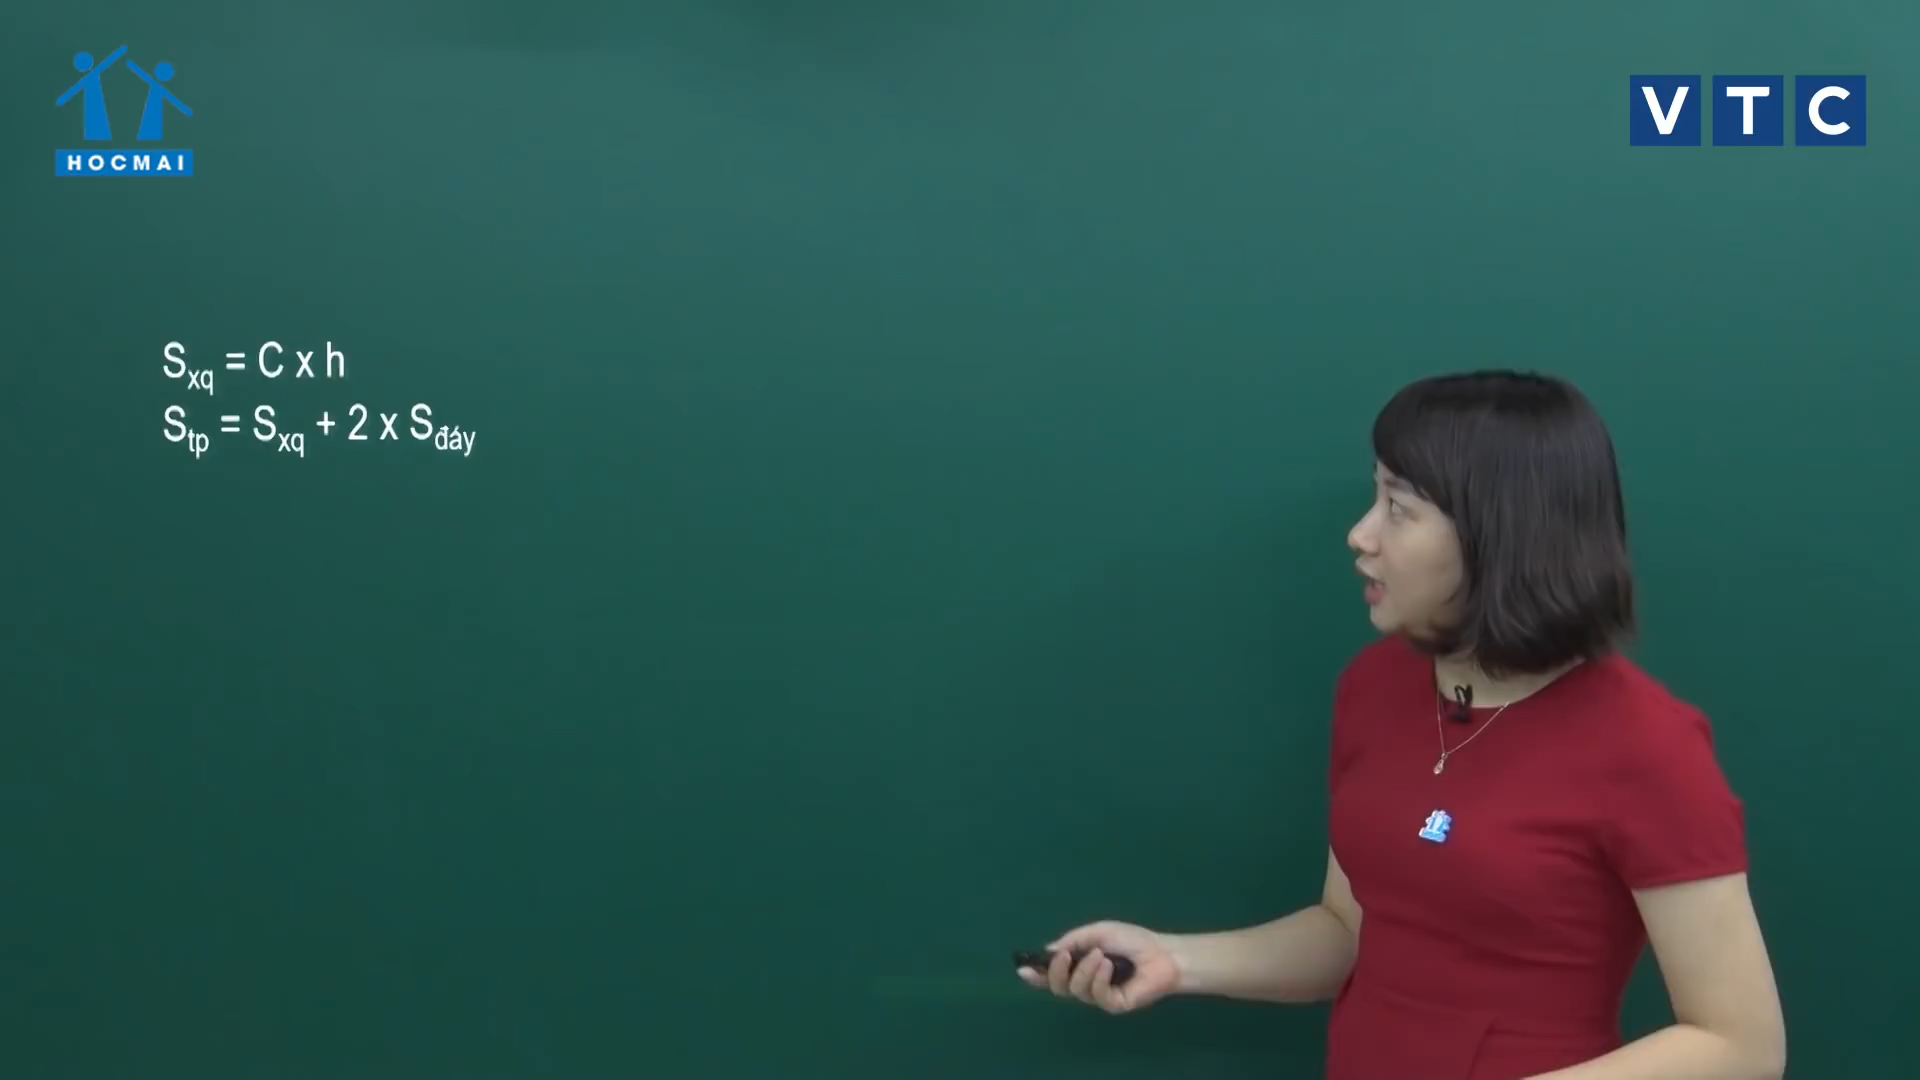 HOCMAI
VTC
Sxq = C x h
Stp = Sxq + 2 x Sđáy